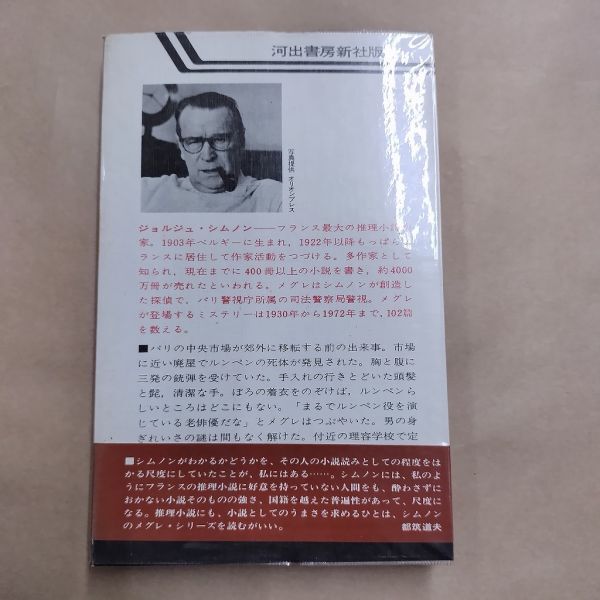 河出書房新社版
写真提供 オリオンプレス
ジョルジュ・シムノン――フランス最大の推理小説
家。1903年ベルギーに生まれ，1922年以降もっぱらフ
ランスに居住して作家活動をつづける。多作家として
知られ，現在までに400冊以上の小説を書き，約4000
万冊が売れたといわれる。メグレはシムノンが創造し
た探偵で，パリ警視庁所属の司法警察局警視。メグレ
が登場するミステリーは1930年から1972年まで，102篇
を数える。
■パリの中央市場が郊外に移転する前の出来事。市場
に近い廃屋でルンペンの死体が発見された。胸と腹に
三発の銃弾を受けていた。手入れの行きとどいた頭髪
と髭，清潔な手。ぼろの着衣をのぞけば，ルンペンら
しいところはどこにもない。「まるでルンペン役を演
じている老俳優だな」とメグレはつぶやいた。男の身
ぎれいさの謎は間もなく解けた。付近の理容学校で定
■シムノンがわかるかどうかを、その人の小説読みとしての程度をは
かる尺度にしていたことが、私にはある……。シムノンには、私のよ
うにフランスの推理小説に好意を持っていない人間をも、酔わさずに
おかない小説そのものの強さ、国籍を越えた普遍性があって、尺度に
なる。推理小説にも、小説としてのうまさを求めるひとは、シムノン
のメグレ・シリーズを読むがいい。
都筑道夫